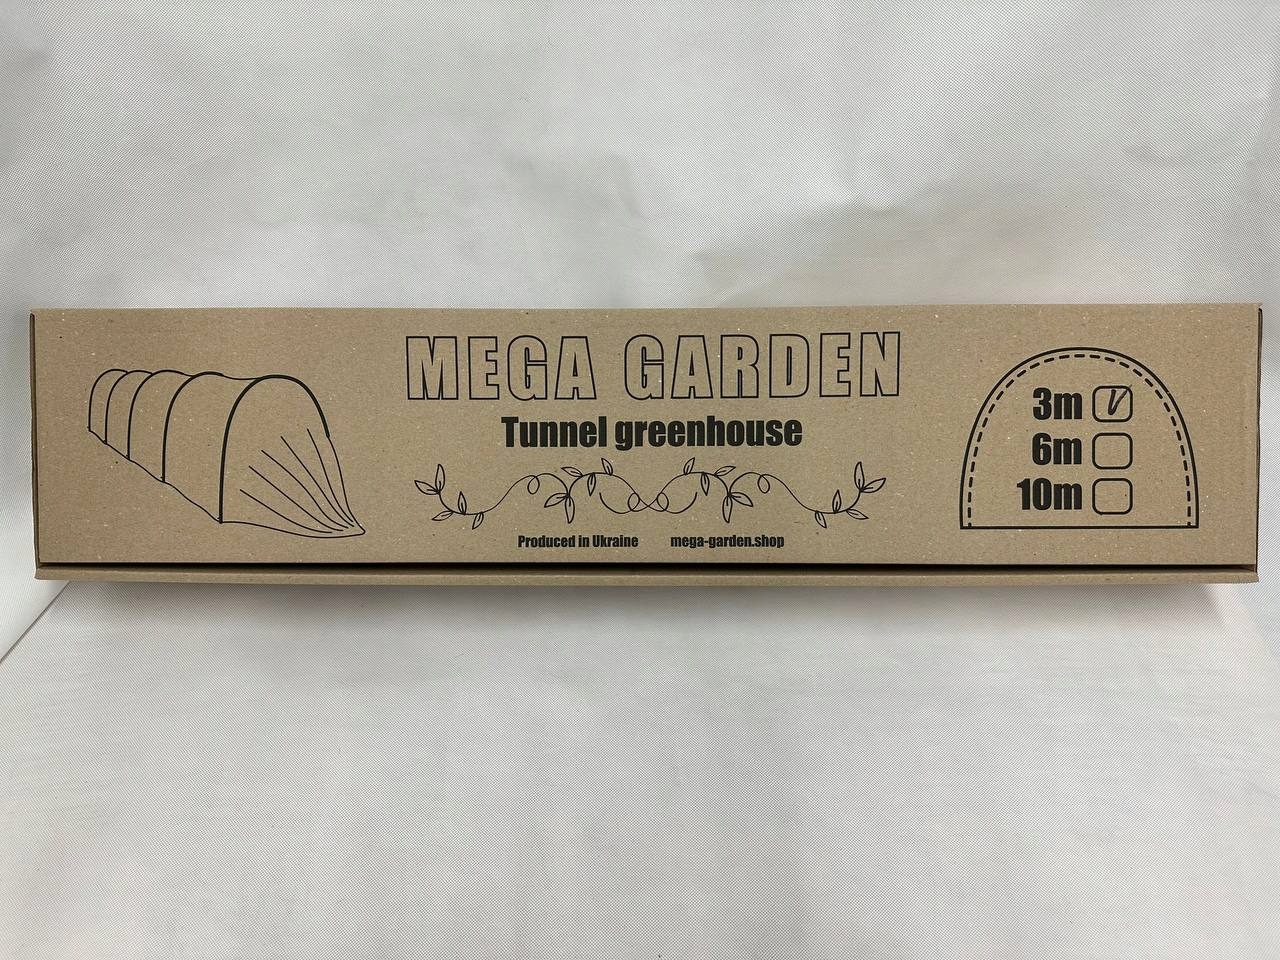 MEGA GARDEN
Tunnel greenhouse
Produced in Ukraine mega-garden.shop
3m
6m
10m